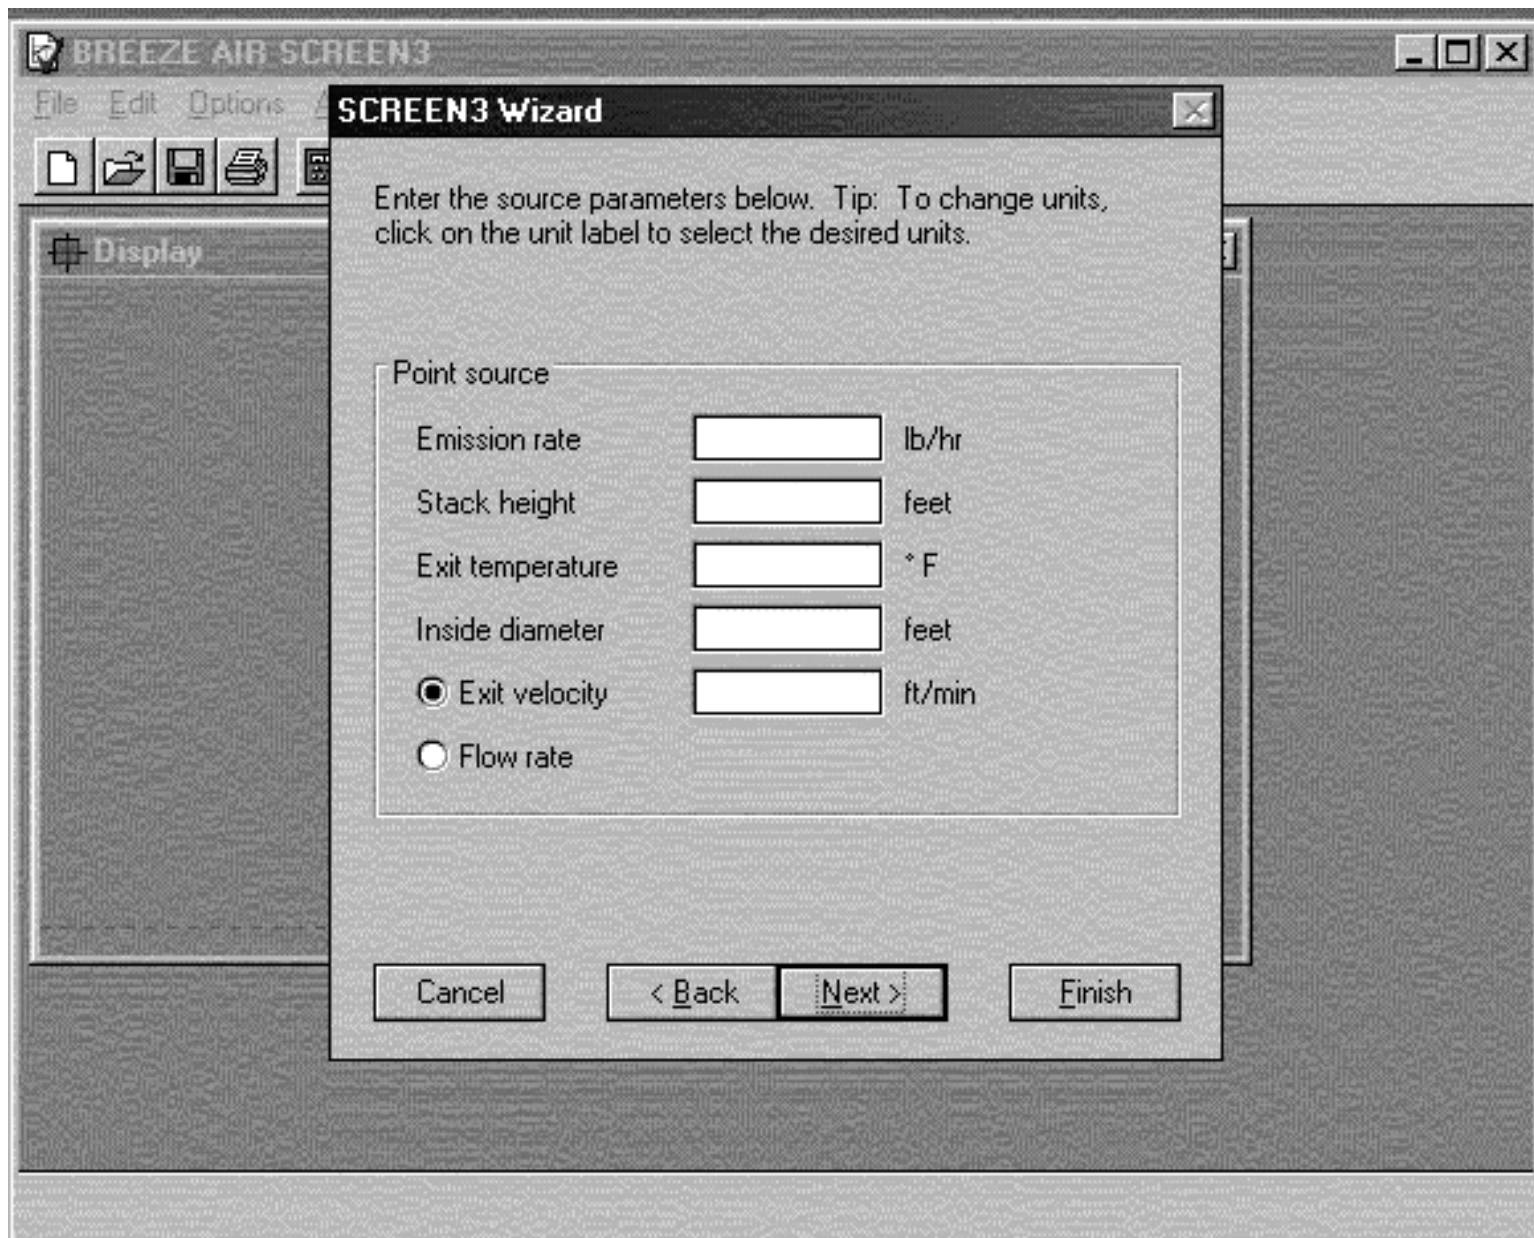 BREEZE AIR SCREEN3
File Edit Options
SCREEN3 Wizard
Enter the source parameters below. Tip: To change units,
click on the unit label to select the desired units.
Display
Point source
Emission rate lb/hr
Stack height feet
Exit temperature ° F
Inside diameter feet
Exit velocity ft/min
Flow rate
Cancel < Back Next > Finish